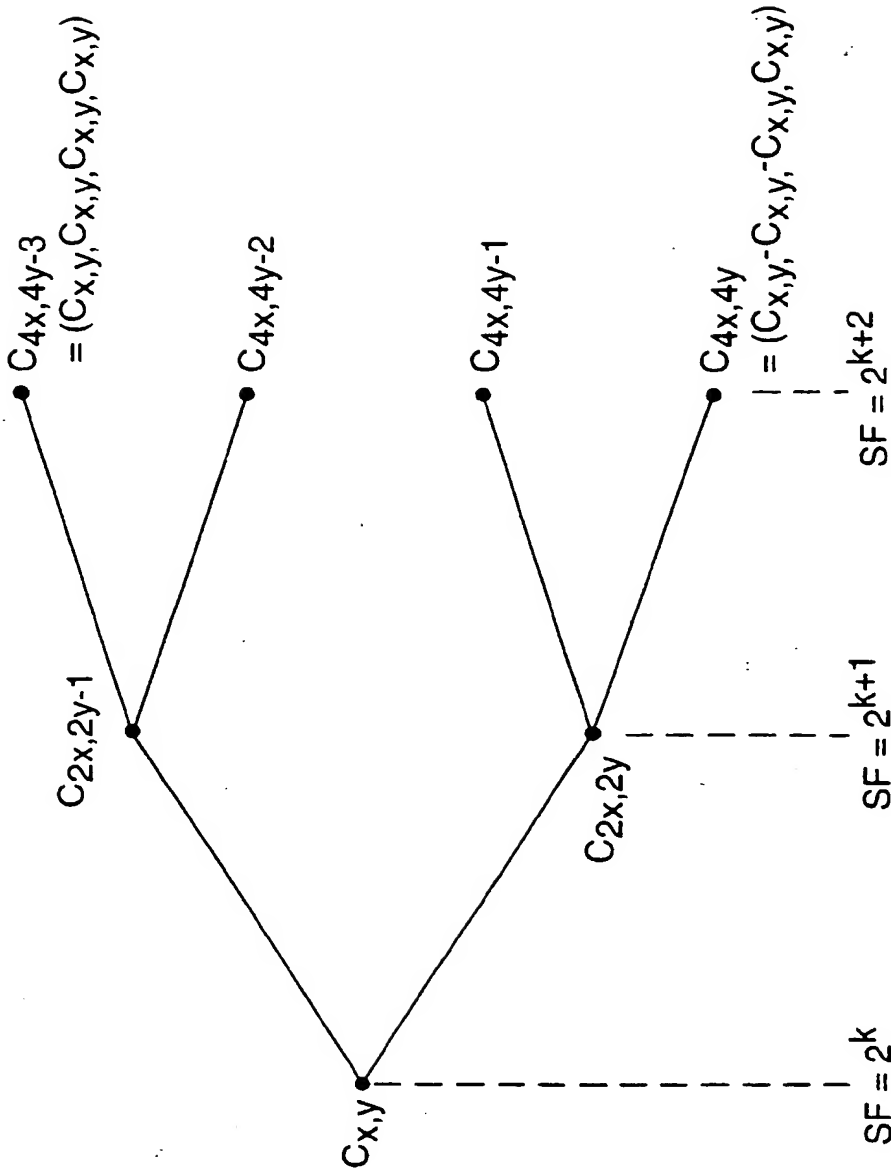 C4x,4y-3
= (Cx,y,Cx,y,Cx,y,Cx,y)
C2x,2y-1
C4x,4y-2
Cx,y
C4x,4y-1
C2x,2y
C4x,4y
= (Cx,y,-Cx,y,-Cx,y,Cx,y)
SF = 2k
SF = 2k+1
SF = 2k+2